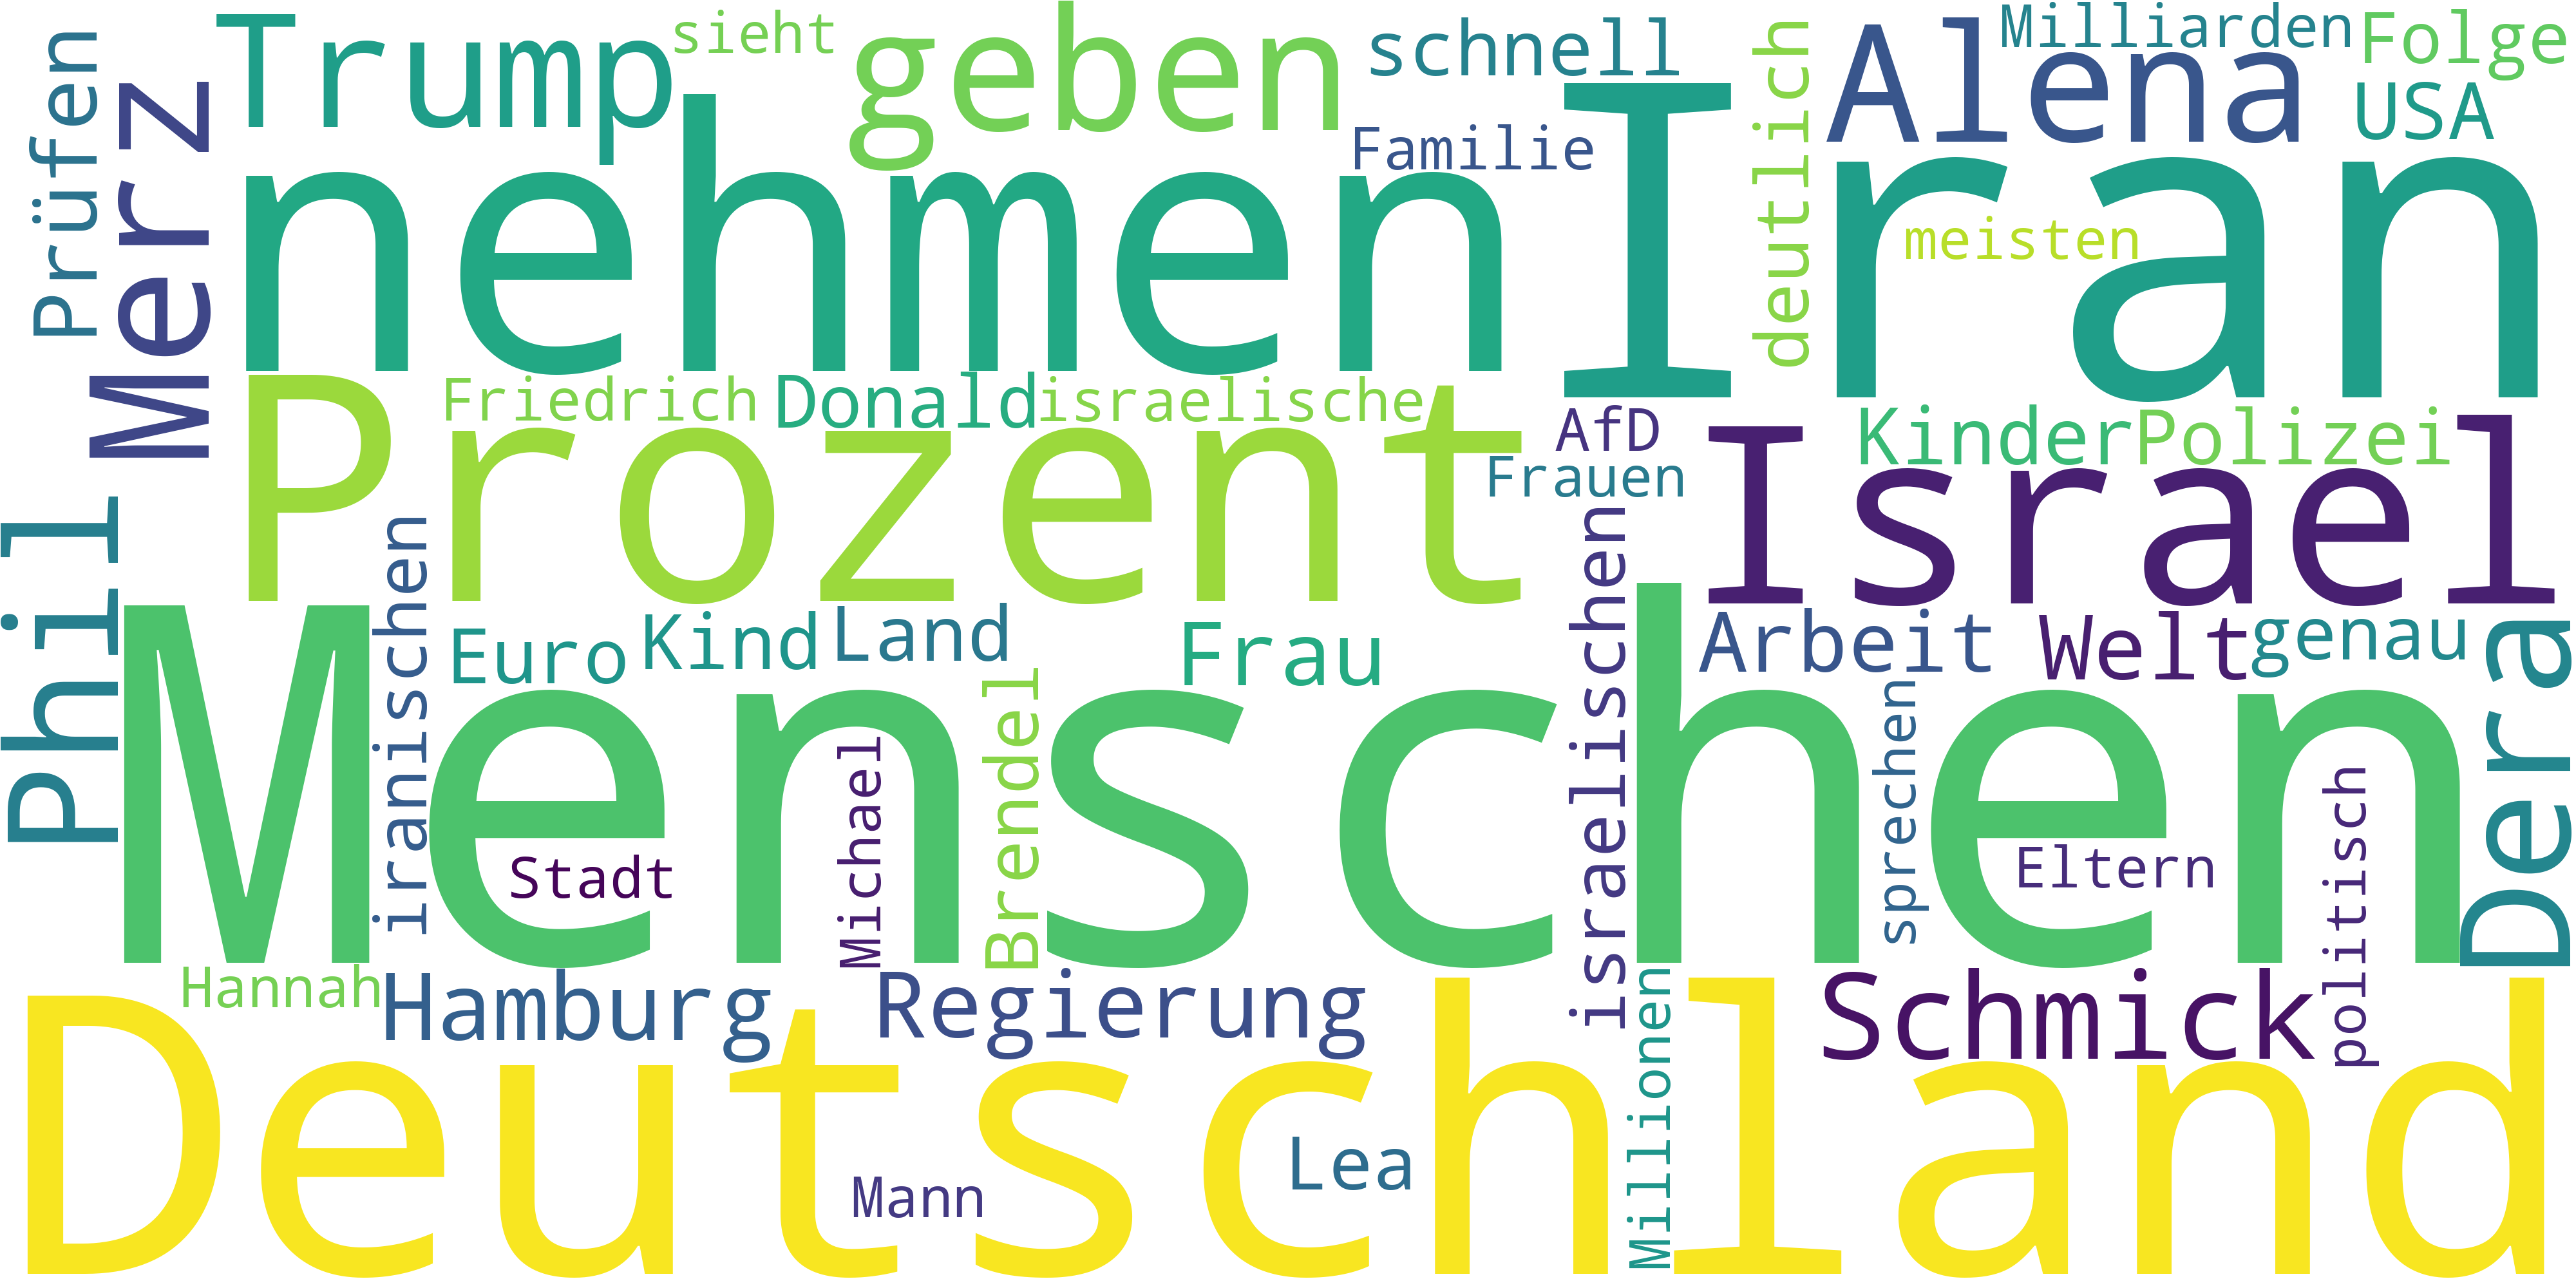 Trump
sieht
geben
schnell
Milliarden
Folge
Alena
USA
Familie
deutlich
Prüfen
Merz
nehmen
Iran
meisten
Prozent
Friedrich
Donald
israelische
AfD
Frauen
Kinder
Polizei
Israel
Phil
iranischen
Menschen
Euro
Kind
Land
Frau
israelischen
Arbeit
Welt
genau
Dera
Brendel
Michael
Stadt
sprechen
Eltern
politisch
Hannah
Hamburg
Regierung
Millionen
Schmick
Deutschland
Mann
Lea